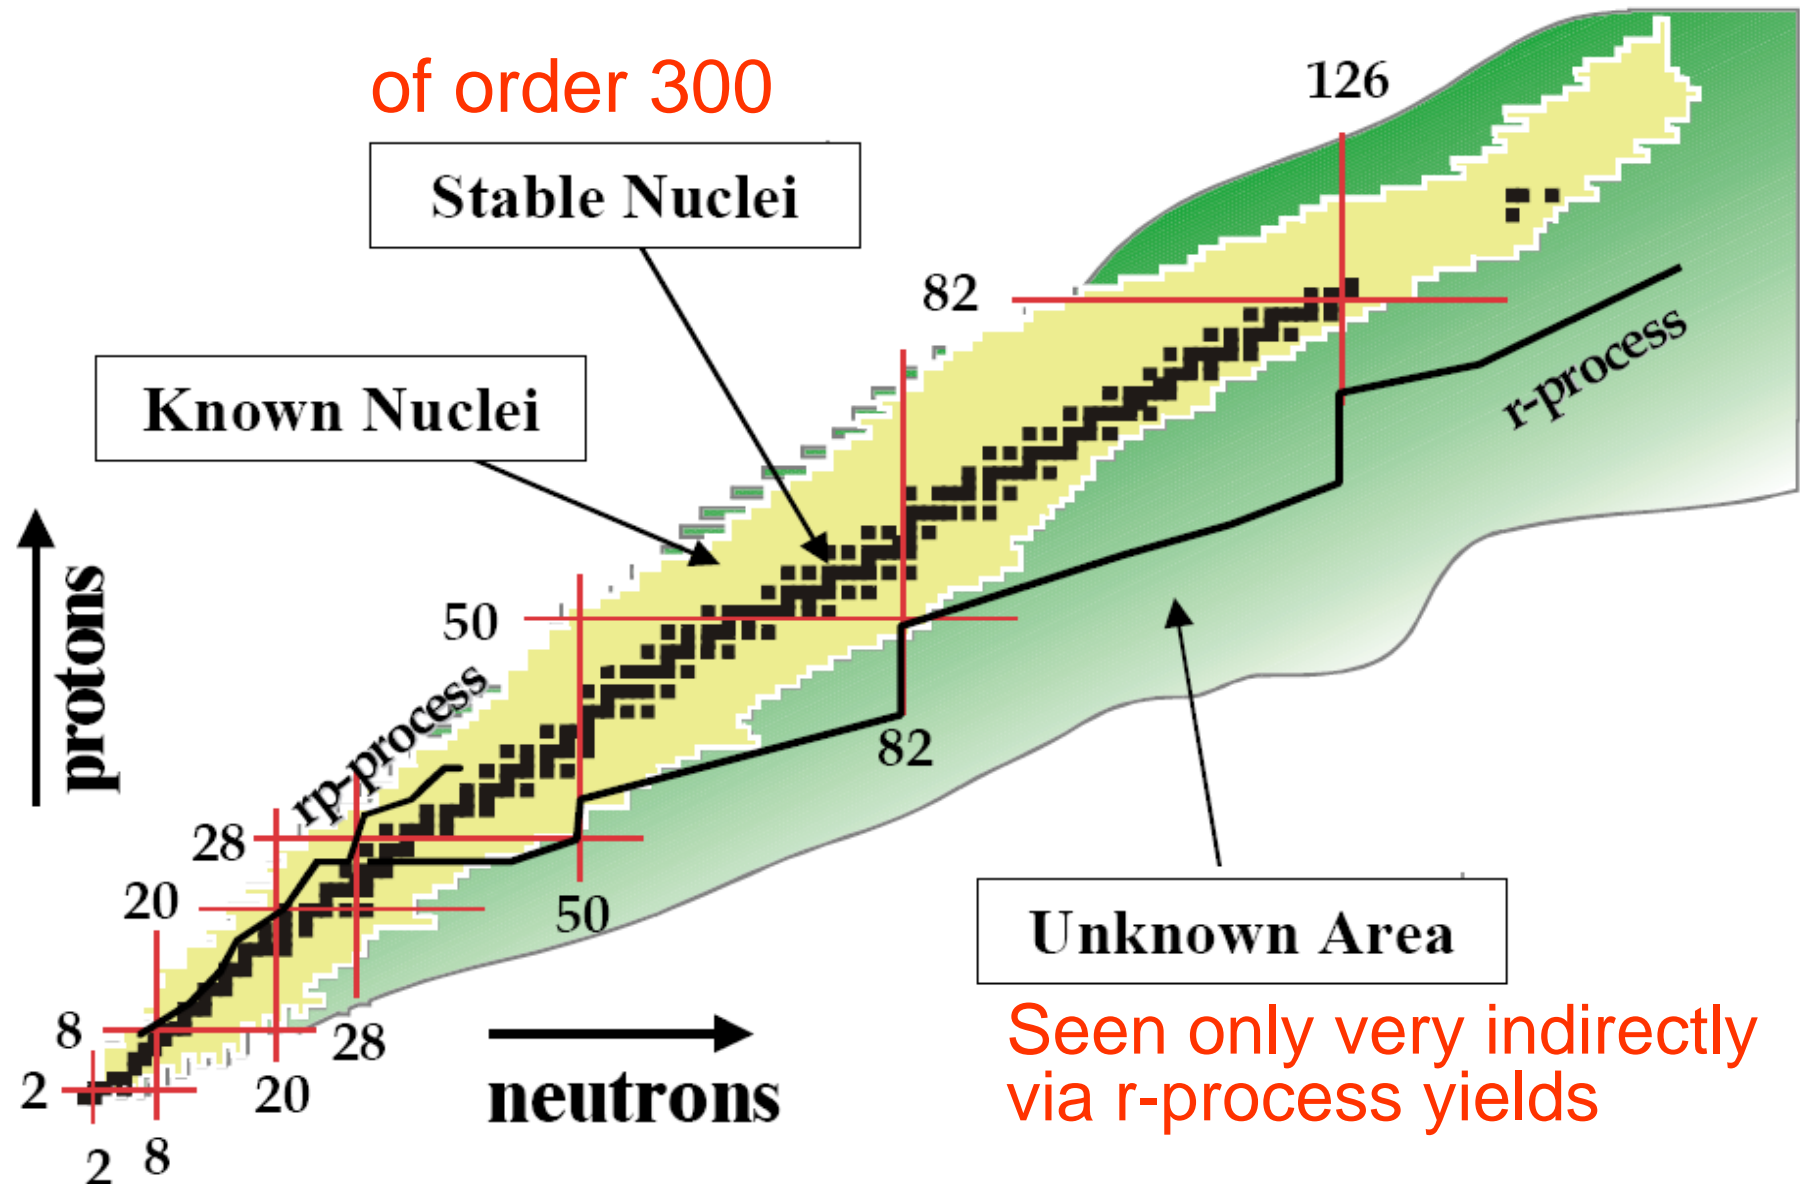 of order 300
126
Stable Nuclei
82
Known Nuclei
r-process
50
protons
rp-process
82
28
20
50
Unknown Area
8
28
Seen only very indirectly
2
20
neutrons
via r-process yields
2
8